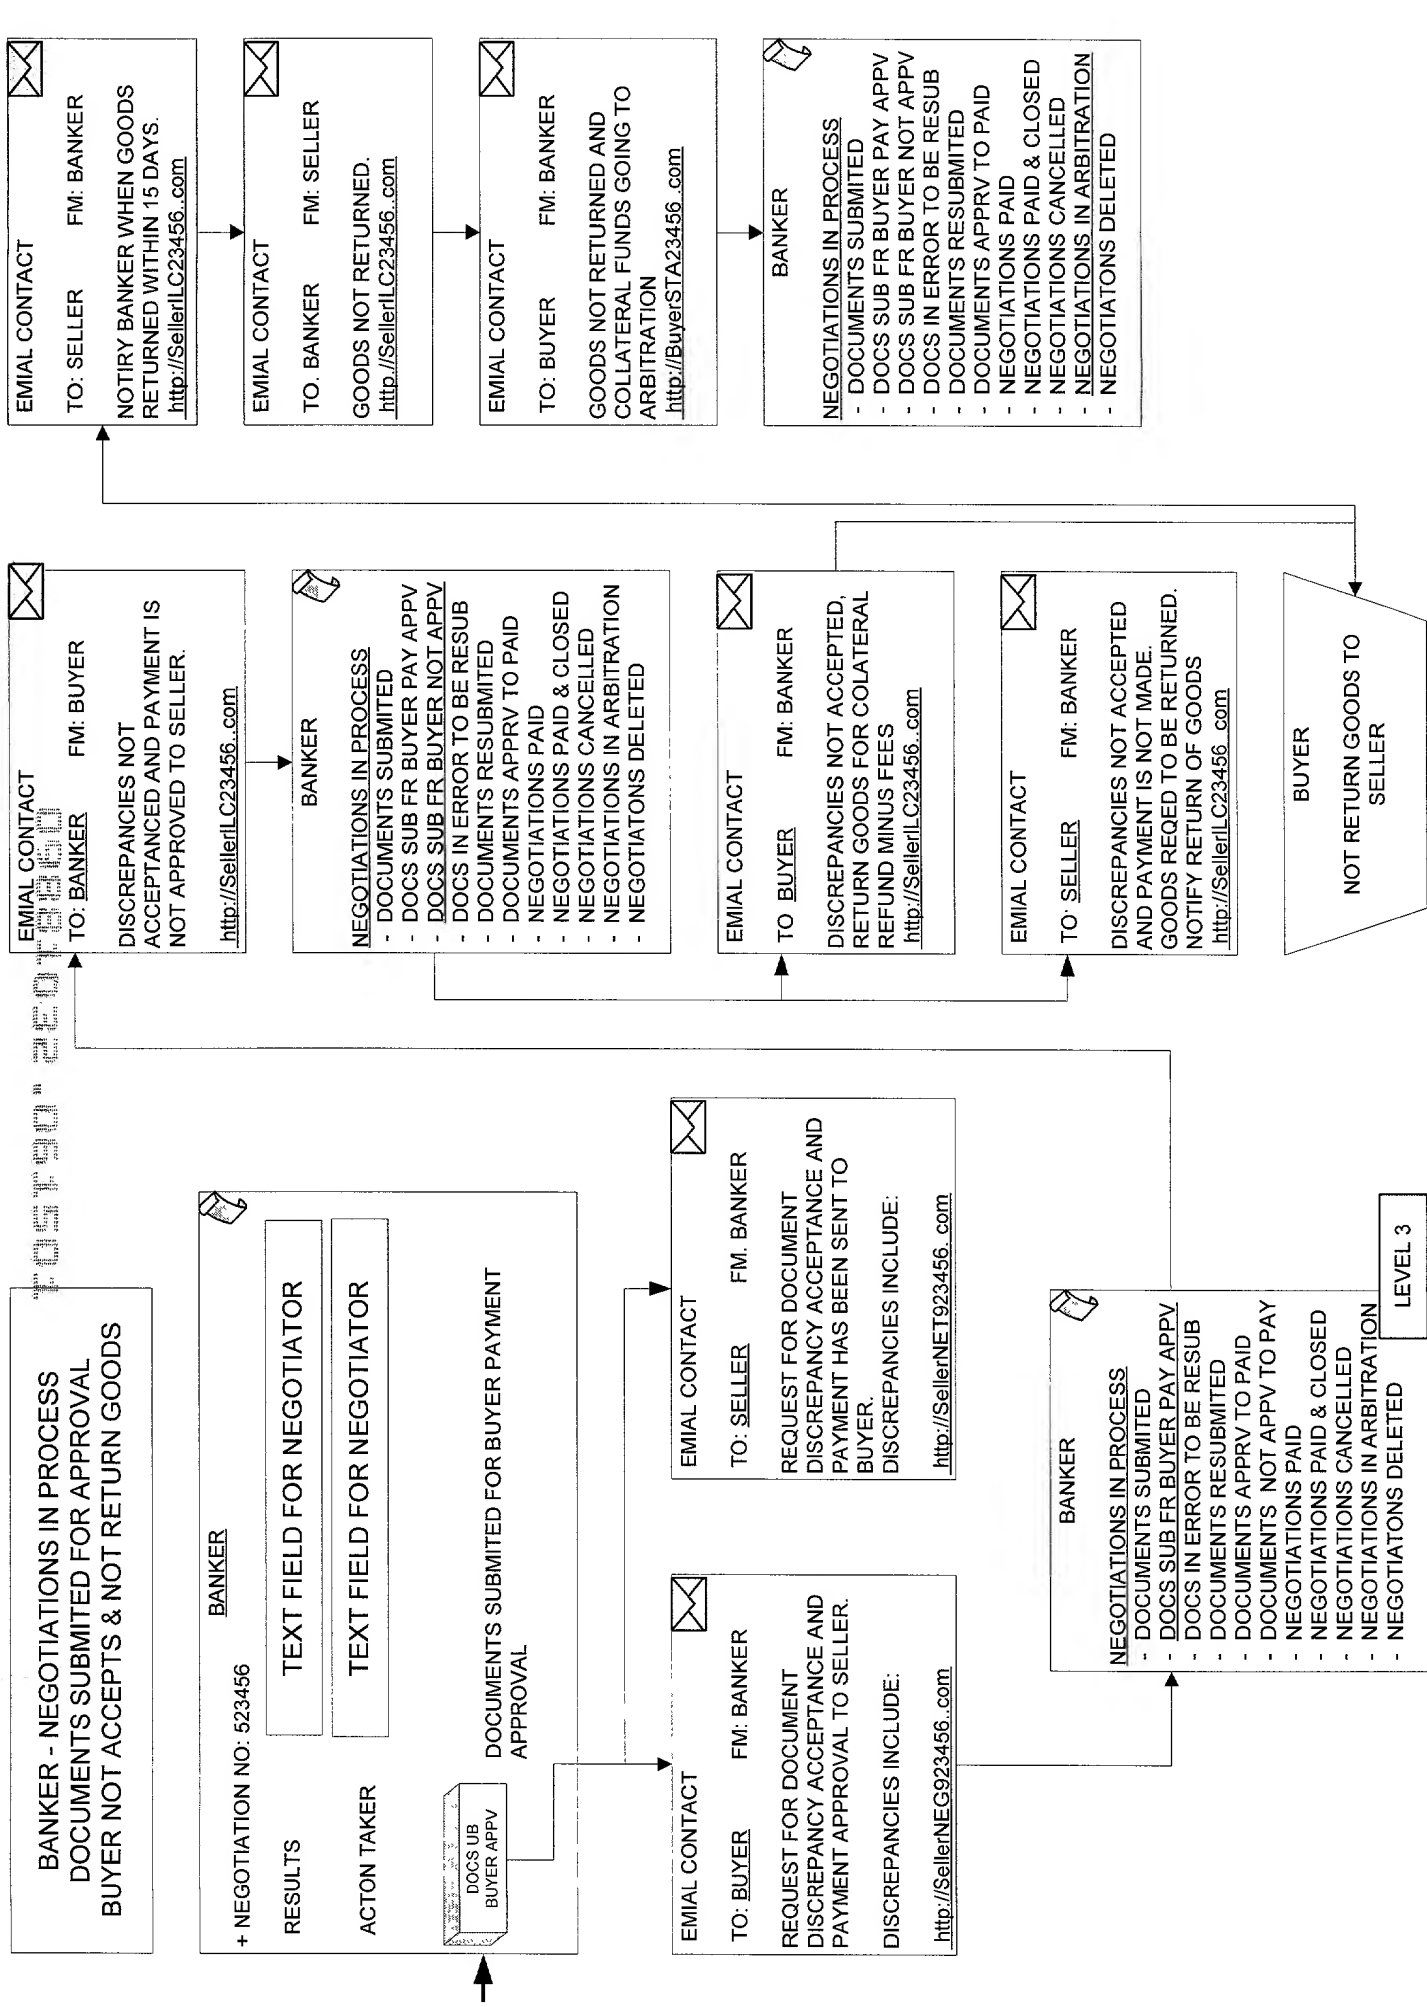 BANKER - NEGOTIATIONS IN PROCESS
DOCUMENTS SUBMITED FOR APPROVAL
BUYER NOT ACCEPTS & NOT RETURN GOODS
BANKER
+ NEGOTIATION NO: 523456
RESULTS
TEXT FIELD FOR NEGOTIATOR
ACTON TAKER
TEXT FIELD FOR NEGOTIATOR
DOCS UB
BUYER APPV
DOCUMENTS SUBMITED FOR BUYER PAYMENT
APPROVAL
EMIAL CONTACT
TO: BUYER FM: BANKER
REQUEST FOR DOCUMENT
DISCREPANCY ACCEPTANCE AND
PAYMENT APPROVAL TO SELLER.
DISCREPANCIES INCLUDE:
http://SellerNEG923456..com
EMIAL CONTACT
TO: SELLER FM. BANKER
REQUEST FOR DOCUMENT
DISCREPANCY ACCEPTANCE AND
PAYMENT HAS BEEN SENT TO
BUYER.
DISCREPANCIES INCLUDE:
http://SellerNET923456. com
BANKER
NEGOTIATIONS IN PROCESS
- DOCUMENTS SUBMITED
- DOCS SUB FR BUYER PAY APPV
- DOCS IN ERROR TO BE RESUB
- DOCUMENTS RESUBMITED
- DOCUMENTS APPRV TO PAID
- DOCUMENTS NOT APPV TO PAY
- NEGOTIATIONS PAID
- NEGOTIATIONS PAID & CLOSED
- NEGOTIATIONS CANCELLED
- NEGOTIATIONS IN ARBITRATION
- NEGOTIATONS DELETED
LEVEL 3
EMIAL CONTACT
TO: BANKER FM: BUYER
DISCREPANCIES NOT
ACCEPTANCED AND PAYMENT IS
NOT APPROVED TO SELLER.
http://SellerILC23456..com
BANKER
NEGOTIATIONS IN PROCESS
- DOCUMENTS SUBMITED
- DOCS SUB FR BUYER PAY APPV
- DOCS SUB FR BUYER NOT APPV
- DOCS IN ERROR TO BE RESUB
- DOCUMENTS RESUBMITED
- DOCUMENTS APPRV TO PAID
- NEGOTIATIONS PAID
- NEGOTIATIONS PAID & CLOSED
- NEGOTIATIONS CANCELLED
- NEGOTIATIONS IN ARBITRATION
- NEGOTIATONS DELETED
EMIAL CONTACT
TO BUYER FM: BANKER
DISCREPANCIES NOT ACCEPTED,
RETURN GOODS FOR COLATERAL
REFUND MINUS FEES
http://SellerILC23456..com
EMIAL CONTACT
TO: SELLER FM: BANKER
DISCREPANCIES NOT ACCEPTED
AND PAYMENT IS NOT MADE.
GOODS REQED TO BE RETURNED.
NOTIFY RETURN OF GOODS
http://SellerILC23456 com
BUYER
NOT RETURN GOODS TO
SELLER
EMIAL CONTACT
TO: SELLER FM: BANKER
NOTIRY BANKER WHEN GOODS
RETURNED WITHIN 15 DAYS.
http://SellerILC23456..com
EMIAL CONTACT
TO. BANKER FM: SELLER
GOODS NOT RETURNED.
http.//SellerILC23456..com
EMIAL CONTACT
TO: BUYER FM: BANKER
GOODS NOT RETURNED AND
COLLATERAL FUNDS GOING TO
ARBITRATION
http://BuyerSTA23456 .com
BANKER
NEGOTIATIONS IN PROCESS
- DOCUMENTS SUBMITED
- DOCS SUB FR BUYER PAY APPV
- DOCS SUB FR BUYER NOT APPV
- DOCS IN ERROR TO BE RESUB
- DOCUMENTS RESUBMITED
- DOCUMENTS APPRV TO PAID
- NEGOTIATIONS PAID
- NEGOTIATIONS PAID & CLOSED
- NEGOTIATIONS CANCELLED
- NEGOTIATIONS IN ARBITRATION
- NEGOTIATONS DELETED